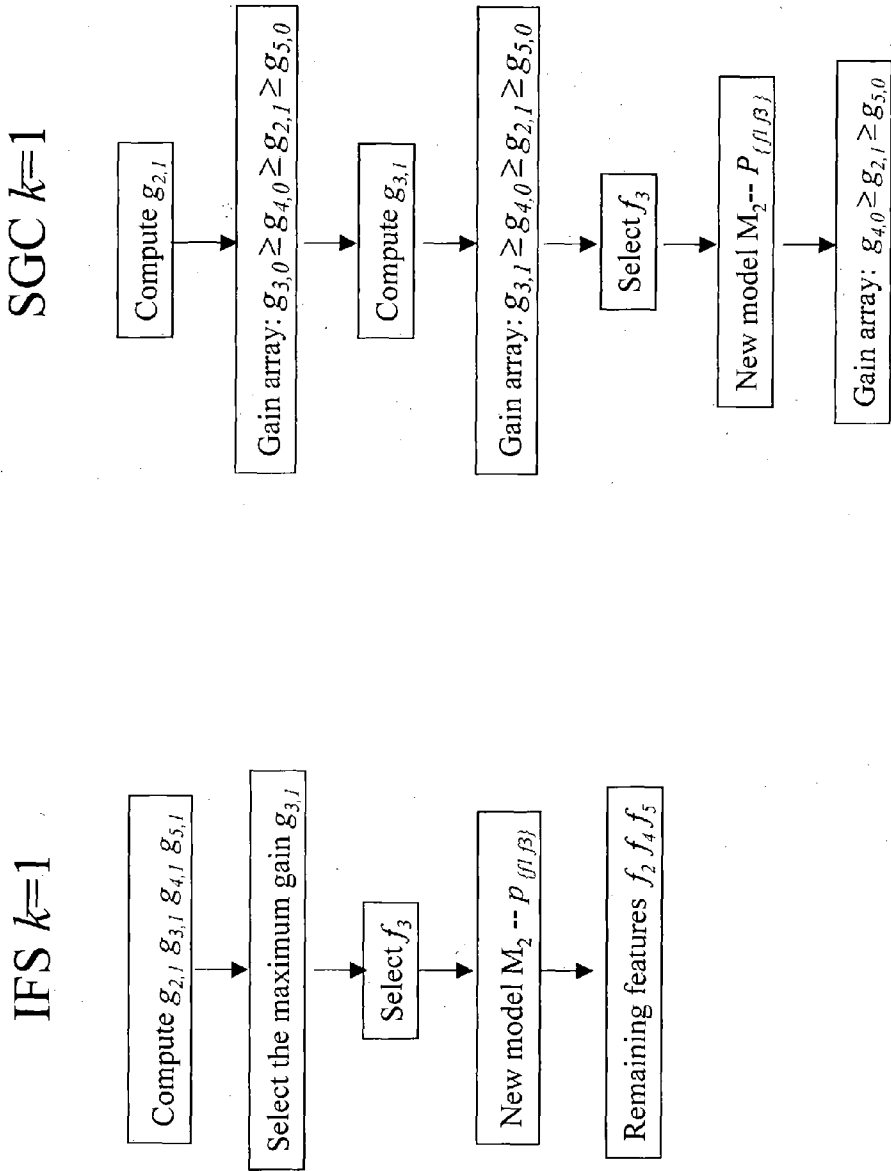 IFS k=1
Compute g2,1 g3,1 g4,1 g5,1
Select the maximum gain g3,1
Select f3
New model M2 -- p{f1 f3}
Remaining features f2 f4 f5
SGC k=1
Compute g2,1
Gain array: g3,0 ≥ g4,0 ≥ g2,1 ≥ g5,0
Compute g3,1
Gain array: g3,1 ≥ g4,0 ≥ g2,1 ≥ g5,0
Select f3
New model M2-- P{f1 f3}
Gain array: g4,0 ≥ g2,1 ≥ g5,0